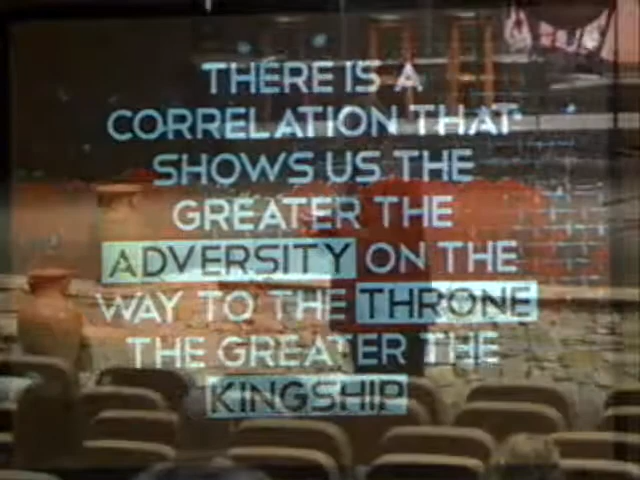 THERE IS A
CORRELATION THAT
SHOWS US THE
GREATER THE
ADVERSITY ON THE
WAY TO THE THRONE
THE GREATER THE
KINGSHIP